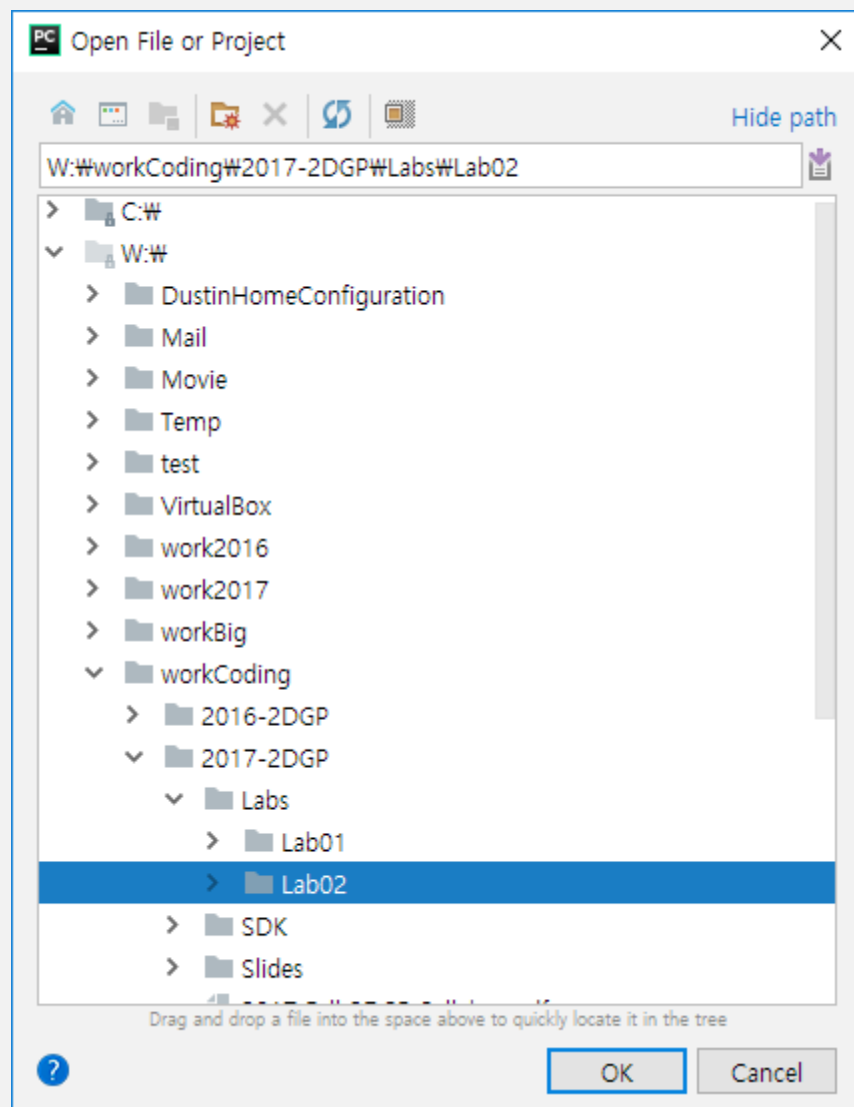 PC Open File or Project
Hide path
W:₩workCoding₩2017-2DGP₩Labs₩Lab02
C:₩
W:₩
DustinHomeConfiguration
Mail
Movie
Temp
test
VirtualBox
work2016
work2017
workBig
workCoding
2016-2DGP
2017-2DGP
Labs
Lab01
Lab02
SDK
Slides
Drag and drop a file into the space above to quickly locate it in the tree
? OK Cancel